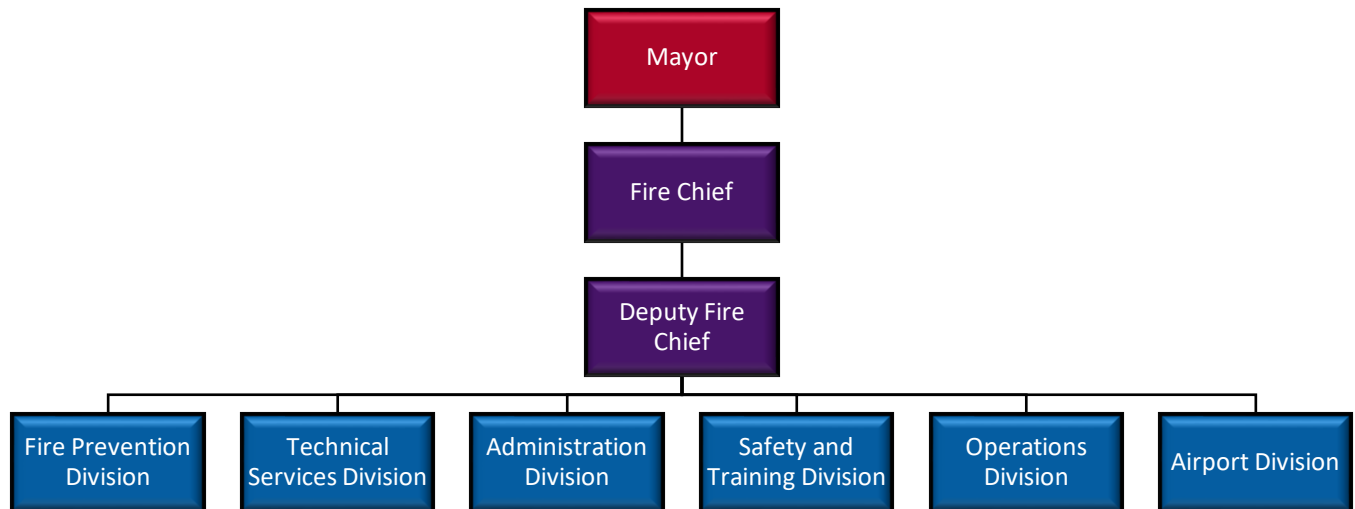 Mayor
Fire Chief
Deputy Fire
Chief
Fire Prevention
Division
Technical
Services Division
Administration
Division
Safety and
Training Division
Operations
Division
Airport Division